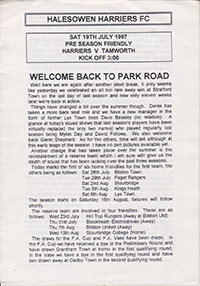 HALESOWEN HARRIERS FC
SAT 19TH JULY 1997
PRE SEASON FRIENDLY
HARRIERS V TAMWORTH
KICK OFF 3:00
WELCOME BACK TO PARK ROAD
Well here we are again after another short break. It only seems
like yesterday we celebrated an all too rare away win at Stratford
Town on the last day of last season and now only eleven weeks
later we're back in action.
Things have changed a bit over the summer though. Derek has
taken a more back seat role and we have a new manager in the
form of former Lye Town boss Dave Beasley (no relation). A
glance at today's squad shows that last season's players have been
virtually replaced the only two named who played regularly last
season being Myles Day and David Follows. We also welcome
back Glenn Shepherd. As for the others, time will tell although at
this early stage of the season I have no pen pictures available yet.
Another change that has taken place over the summer is the
reinstatement of a reserve team which I am sure will give us the
depth of squad that has been lacking over the past three seasons.
Today marks the first of six home friendlies for the first team, the
others being as follows: Sat 26th July Bilston Town
Tue 29th July Paget Rangers
Sat 2nd Aug Stourbridge
Tue 5th Aug Kings Heath
Sat 9th Aug Lye Town
The season starts on Saturday 16th August, fixtures will follow
shortly.
The reserve team are involved in four friendlies. These are as
follows: Wed 23rd July Hill Top Rangers (Away at Bilston Utd)
Thu 31st July Blackheath Electrodrives (Away)
Thu 7th Aug Bilston United (Away)
Wed 13th Aug Stourbridge College (home)
The draws for the F.A. Cup and F.A. Vase have been made. In
the F.A. Cup we have received a bye in the Preliminary Round and
have drawn Grantham Town at home in the first qualifying round.
In the Vase we have a bye in the first qualifying round and have
been drawn away at Oadby Town in the second qualifying round.